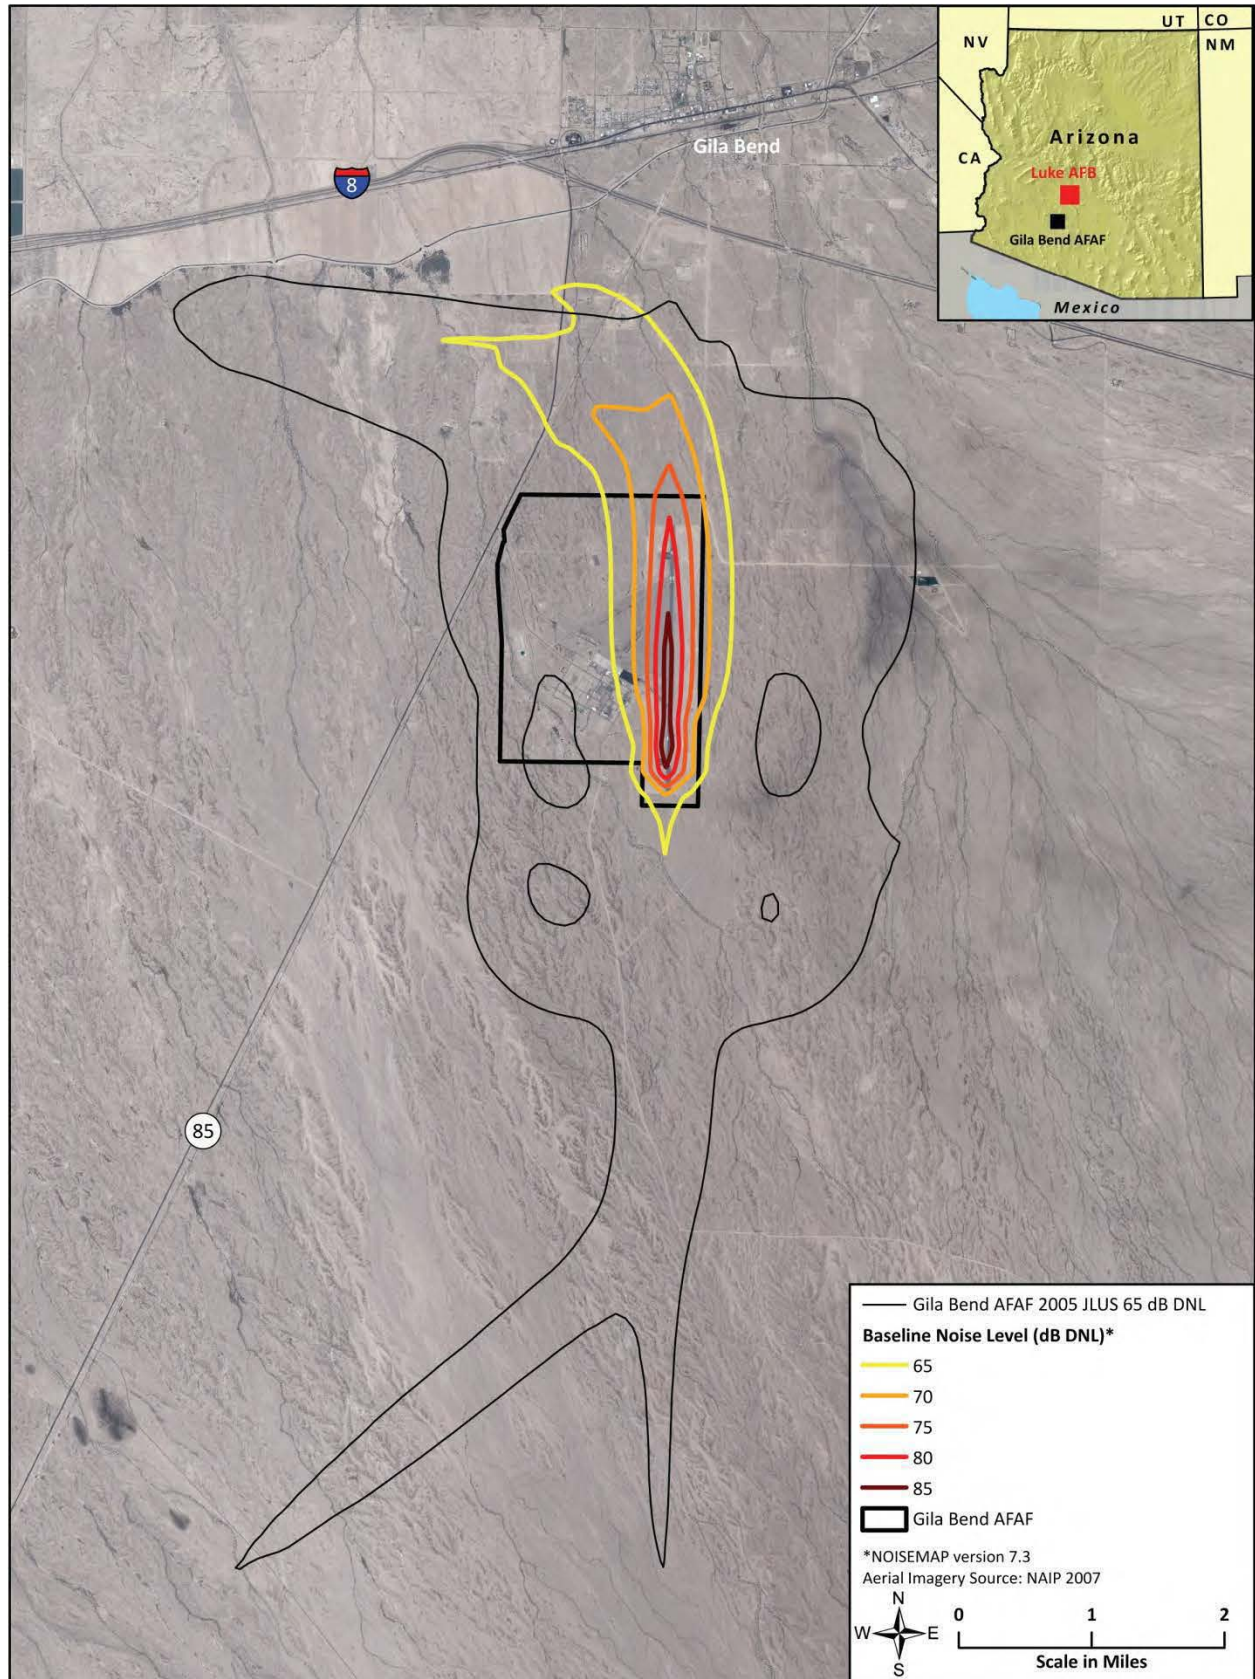 UT
CO
NV
NM
Arizona
CA
Luke AFB
Gila Bend AFAF
Mexico
Gila Bend
8
85
Gila Bend AFAF 2005 JLUS 65 dB DNL
Baseline Noise Level (dB DNL)*
65
70
75
80
85
Gila Bend AFAF
*NOISEMAP version 7.3
Aerial Imagery Source: NAIP 2007
N
W E
S
0 1 2
Scale in Miles